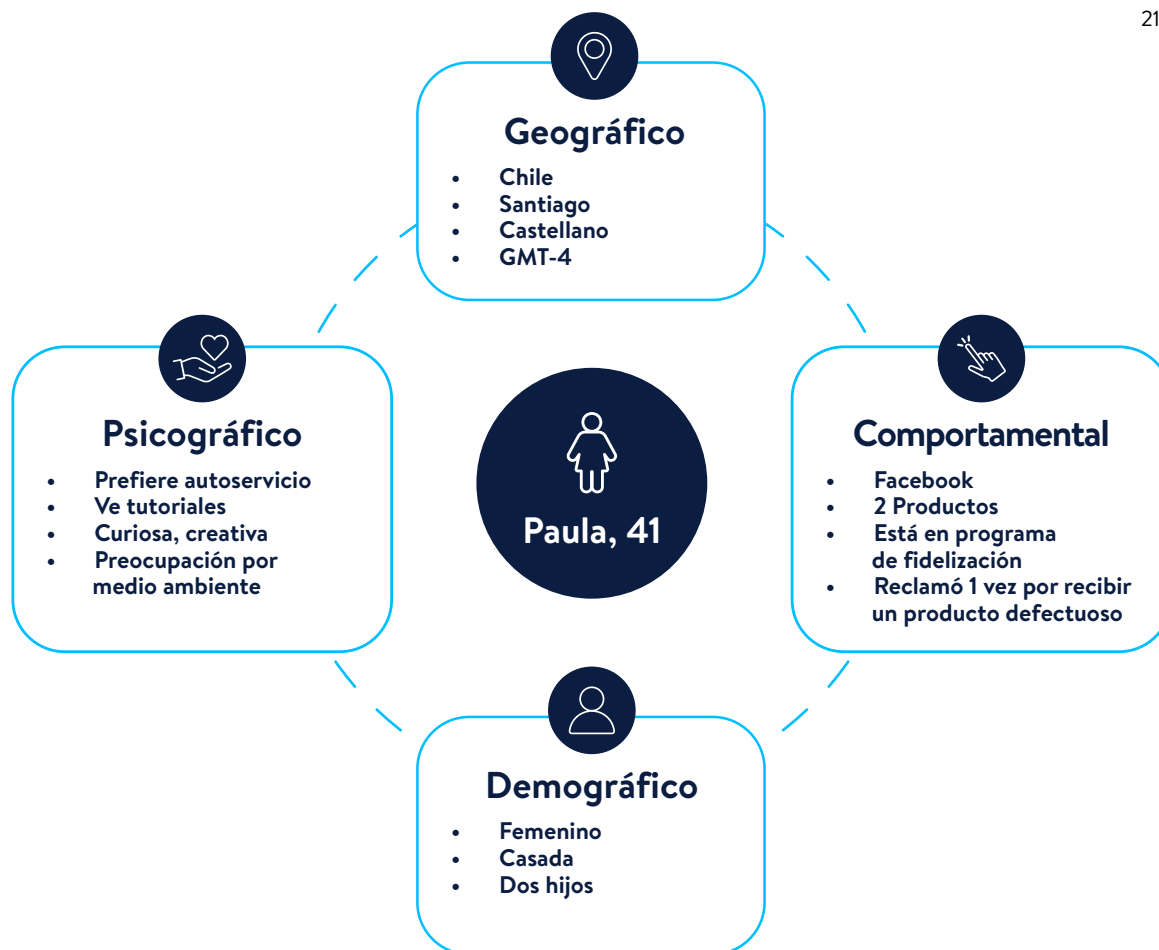 21
Geográfico
• Chile
• Santiago
• Castellano
• GMT-4
Psicográfico
• Prefiere autoservicio
• Ve tutoriales
• Curiosa, creativa
• Preocupación por
medio ambiente
Paula, 41
Comportamental
• Facebook
• 2 Productos
• Está en programa
de fidelización
• Reclamó 1 vez por recibir
un producto defectuoso
Demográfico
• Femenino
• Casada
• Dos hijos